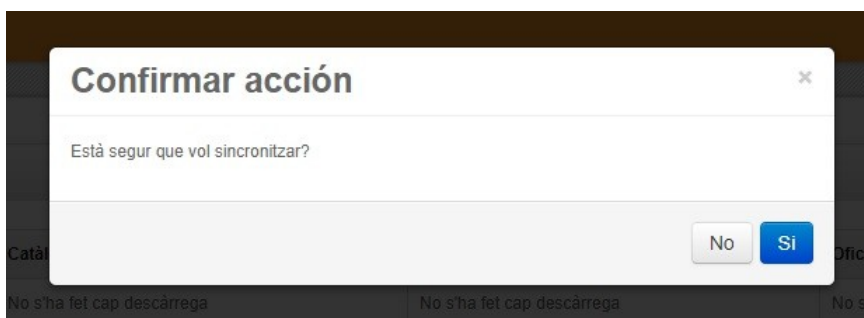 Confirmar acción
×
Està segur que vol sincronitzar?
No
Si
No s'ha fet cap descàrrega
No s'ha fet cap descàrrega
No